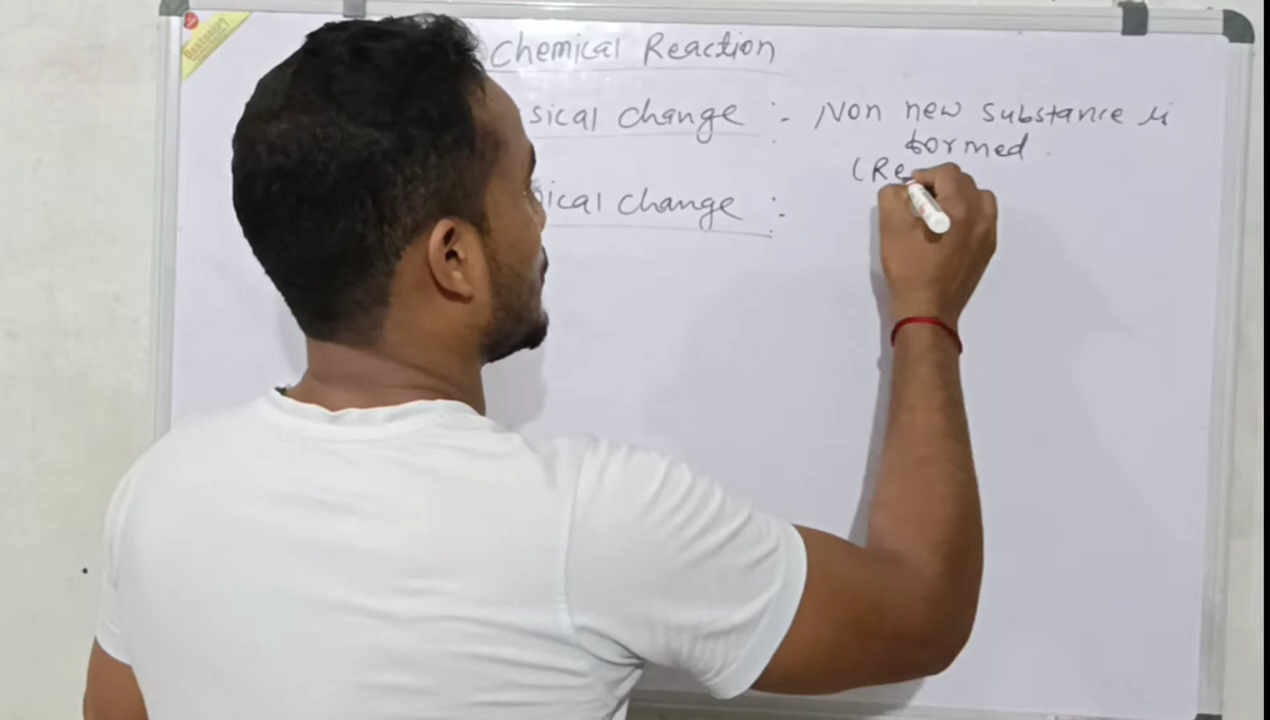 Chemical Reaction
sical change :- Non new substance is
formed.
(Re
ical change :-